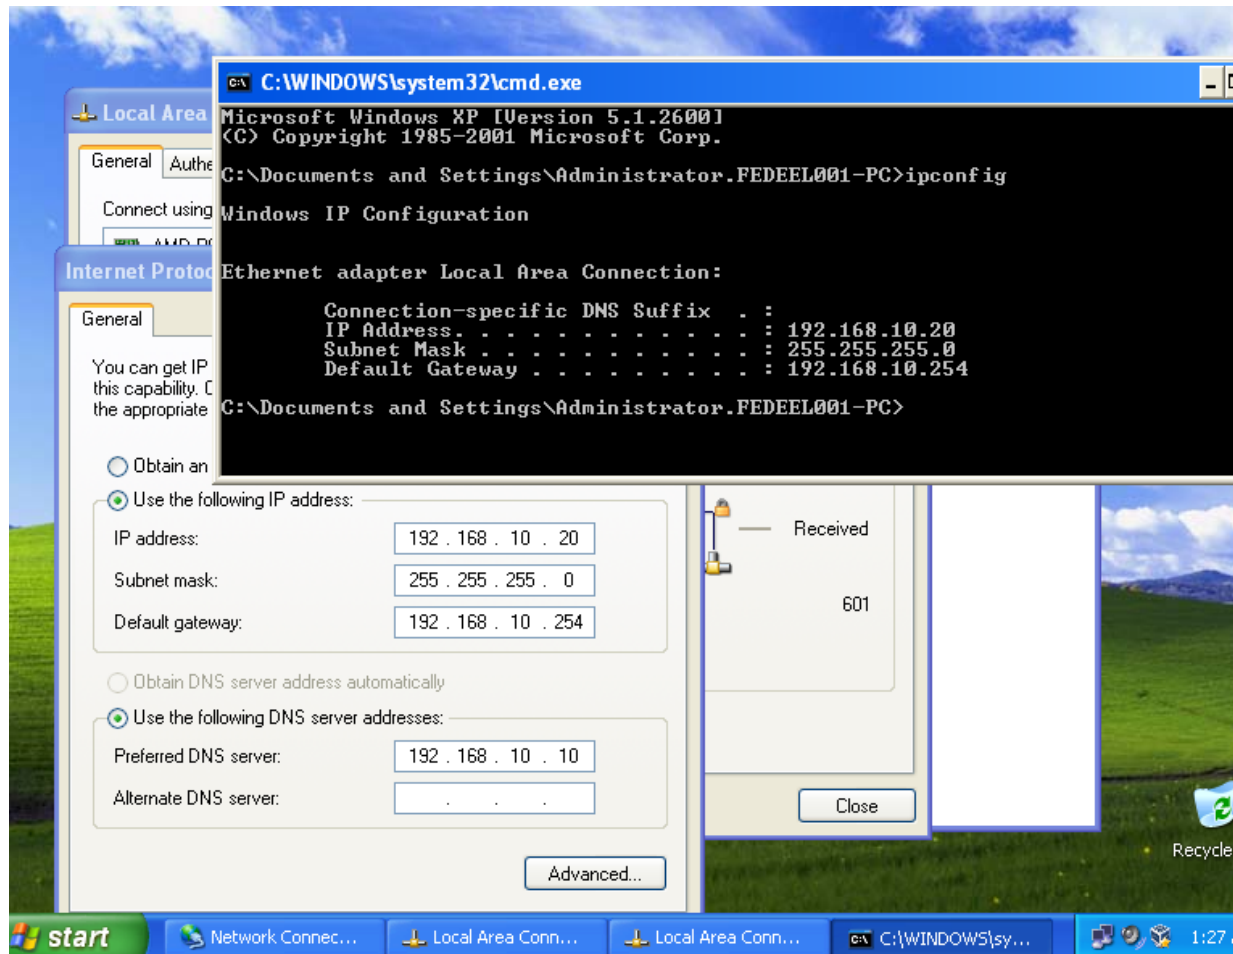 C:\WINDOWS\system32\cmd.exe
Microsoft Windows XP [Version 5.1.2600]
(C) Copyright 1985-2001 Microsoft Corp.
C:\Documents and Settings\Administrator.FEDEEL001-PC>ipconfig
Windows IP Configuration
Ethernet adapter Local Area Connection:
Connection-specific DNS Suffix . :
IP Address. . . . . . . . . . . . : 192.168.10.20
Subnet Mask . . . . . . . . . . . : 255.255.255.0
Default Gateway . . . . . . . . . : 192.168.10.254
C:\Documents and Settings\Administrator.FEDEEL001-PC>
Local Area
General
Connect using
Internet
General
You can get IP
this capability.
the appropriate
Obtain an
Use the following IP address:
IP address: 192 . 168 . 10 . 20
Subnet mask: 255 . 255 . 255 . 0
Default gateway: 192 . 168 . 10 . 254
Obtain DNS server address automatically
Use the following DNS server addresses:
Preferred DNS server: 192 . 168 . 10 . 10
Alternate DNS server: . . .
Advanced...
Received
601
Close
Recycle
start
Network Connec...
Local Area Conn...
Local Area Conn...
C:\WINDOWS\sy...
1:27